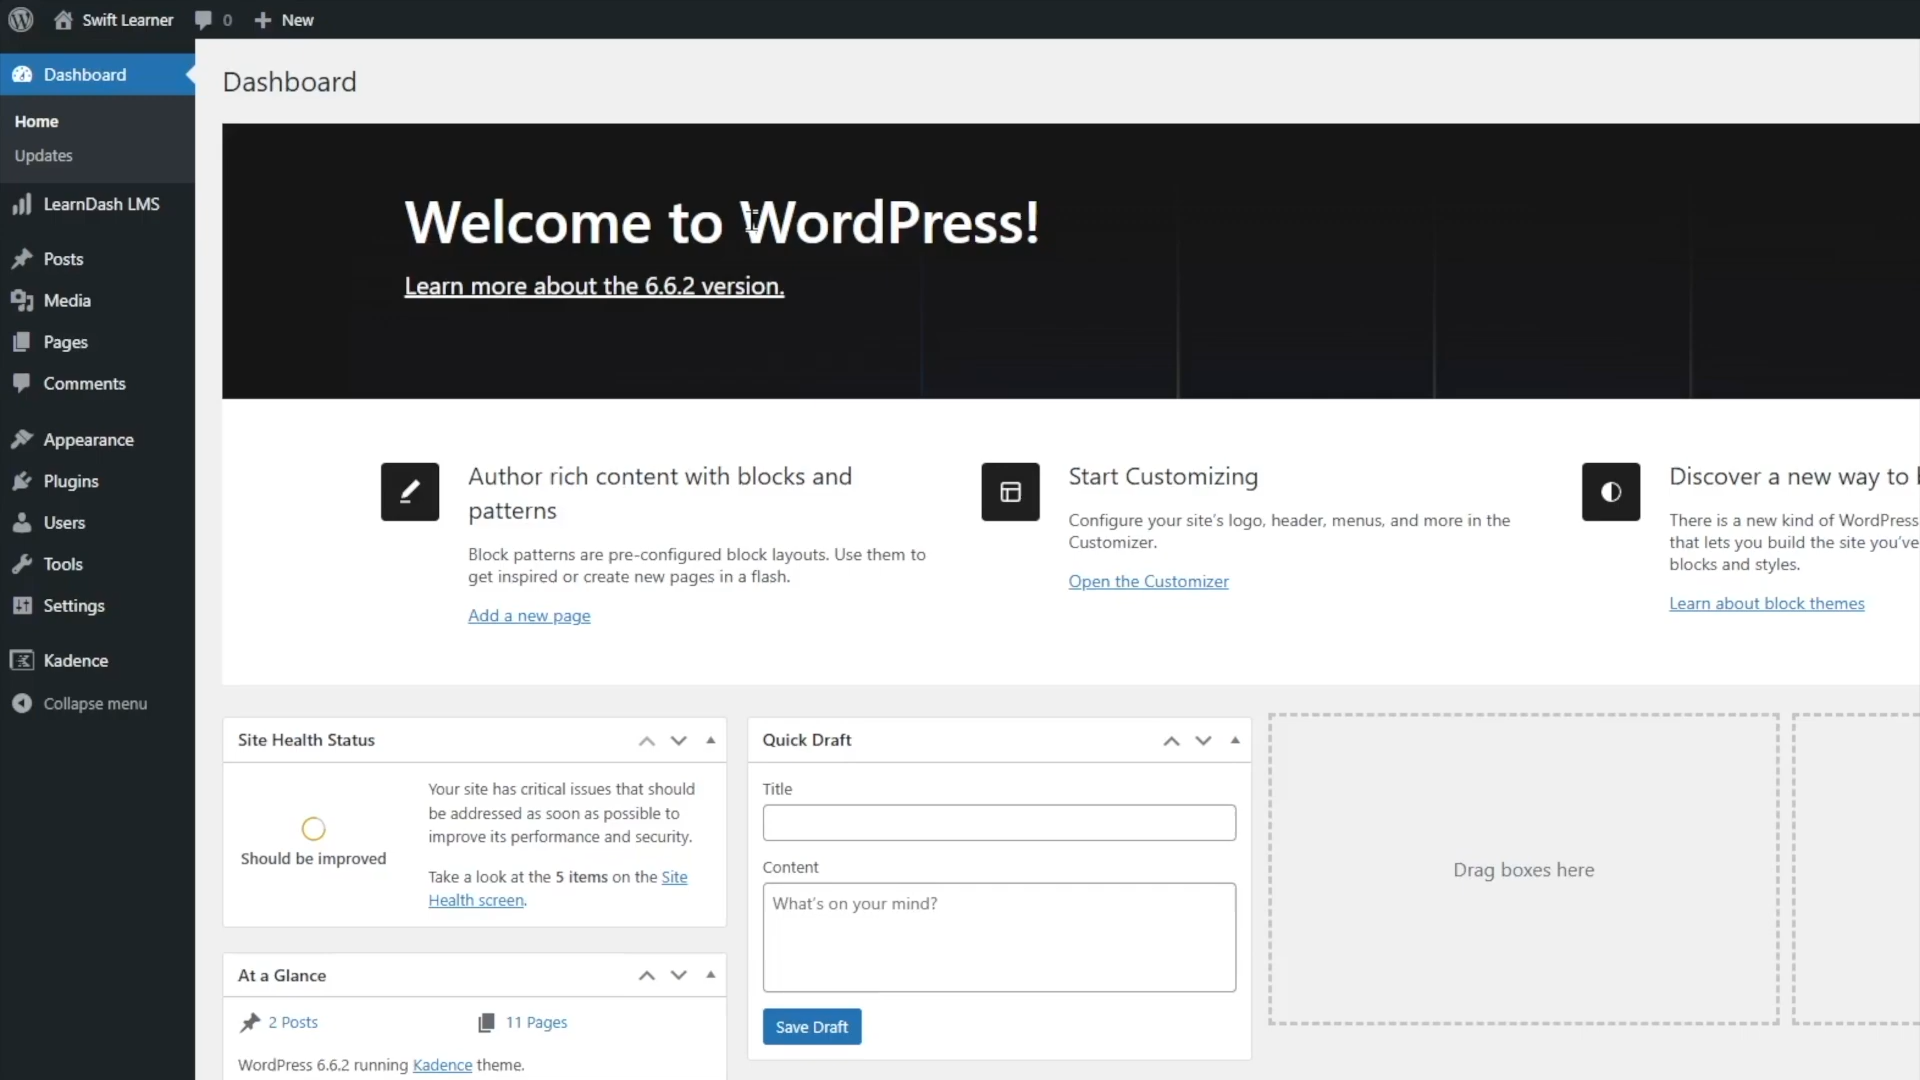 Swift Learner 0 New
Dashboard
Home
Updates
LearnDash LMS
Posts
Media
Pages
Comments
Appearance
Plugins
Users
Tools
Settings
Kadence
Collapse menu
Dashboard
Welcome to WordPress!
Learn more about the 6.6.2 version.
Author rich content with blocks and
patterns
Block patterns are pre-configured block layouts. Use them to
get inspired or create new pages in a flash.
Add a new page
Start Customizing
Configure your site's logo, header, menus, and more in the
Customizer.
Open the Customizer
Discover a new way to
There is a new kind of WordPress
that lets you build the site you've
blocks and styles.
Learn about block themes
Site Health Status
Should be improved
Your site has critical issues that should
be addressed as soon as possible to
improve its performance and security.
Take a look at the 5 items on the Site
Health screen.
At a Glance
2 Posts
11 Pages
WordPress 6.6.2 running Kadence theme.
Quick Draft
Title
Content
What's on your mind?
Save Draft
Drag boxes here